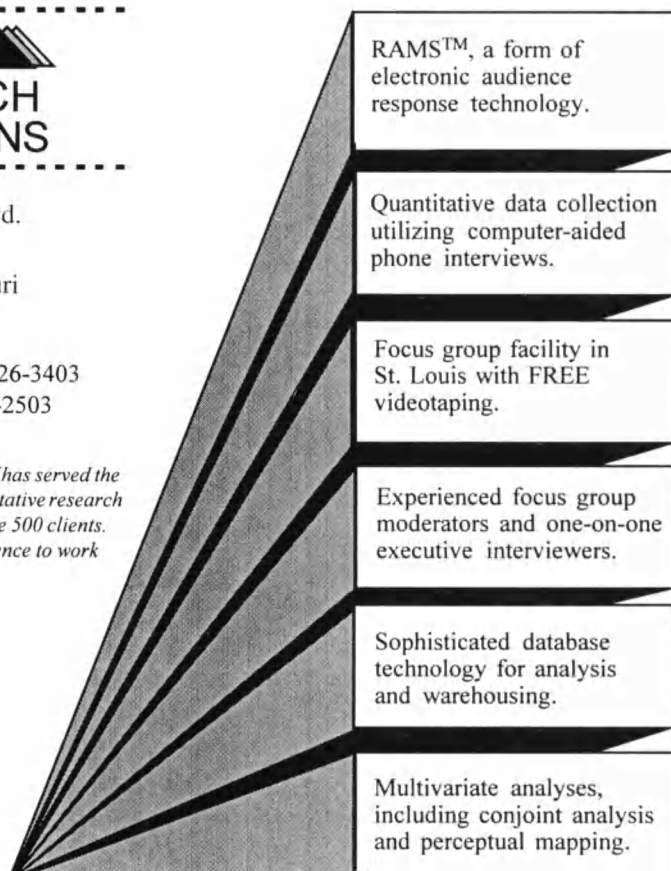 CH
NS
d.
ri
26-3403
-2503
has served the
tative research
e 500 clients.
nce to work
RAMS™, a form of
electronic audience
response technology.
Quantitative data collection
utilizing computer-aided
phone interviews.
Focus group facility in
St. Louis with FREE
videotaping.
Experienced focus group
moderators and one-on-one
executive interviewers.
Sophisticated database
technology for analysis
and warehousing.
Multivariate analyses,
including conjoint analysis
and perceptual mapping.